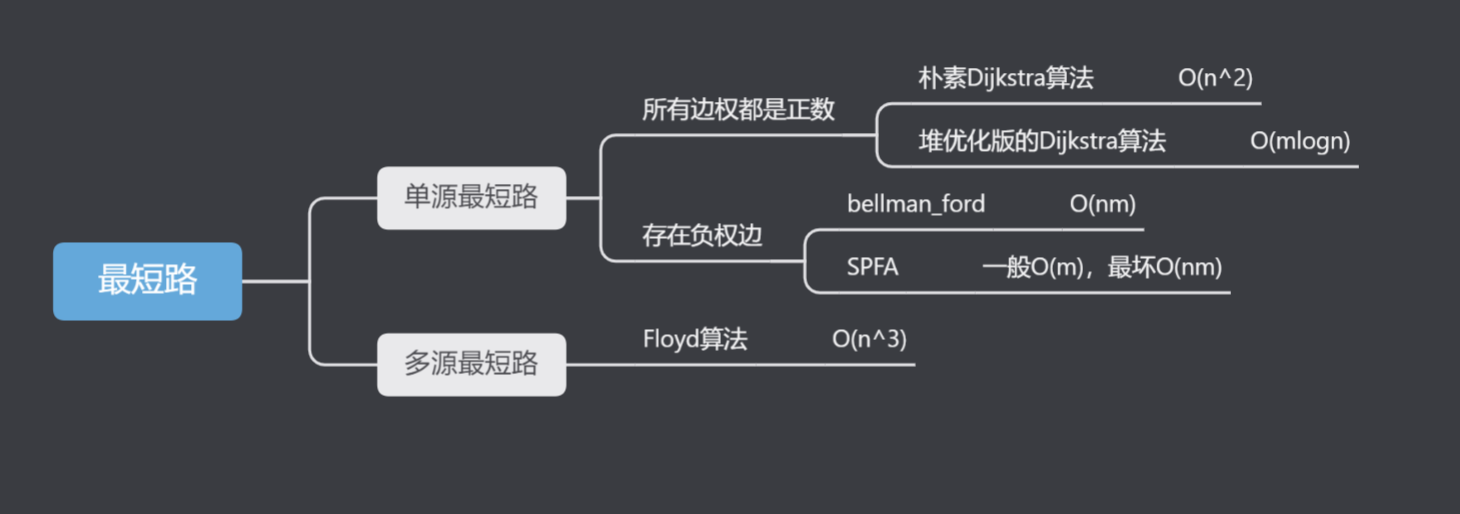 最短路
单源最短路
所有边权都是正数
朴素Dijkstra算法 O(n^2)
堆优化版的Dijkstra算法 O(mlogn)
存在负权边
bellman_ford O(nm)
SPFA 一般O(m)，最坏O(nm)
多源最短路
Floyd算法 O(n^3)